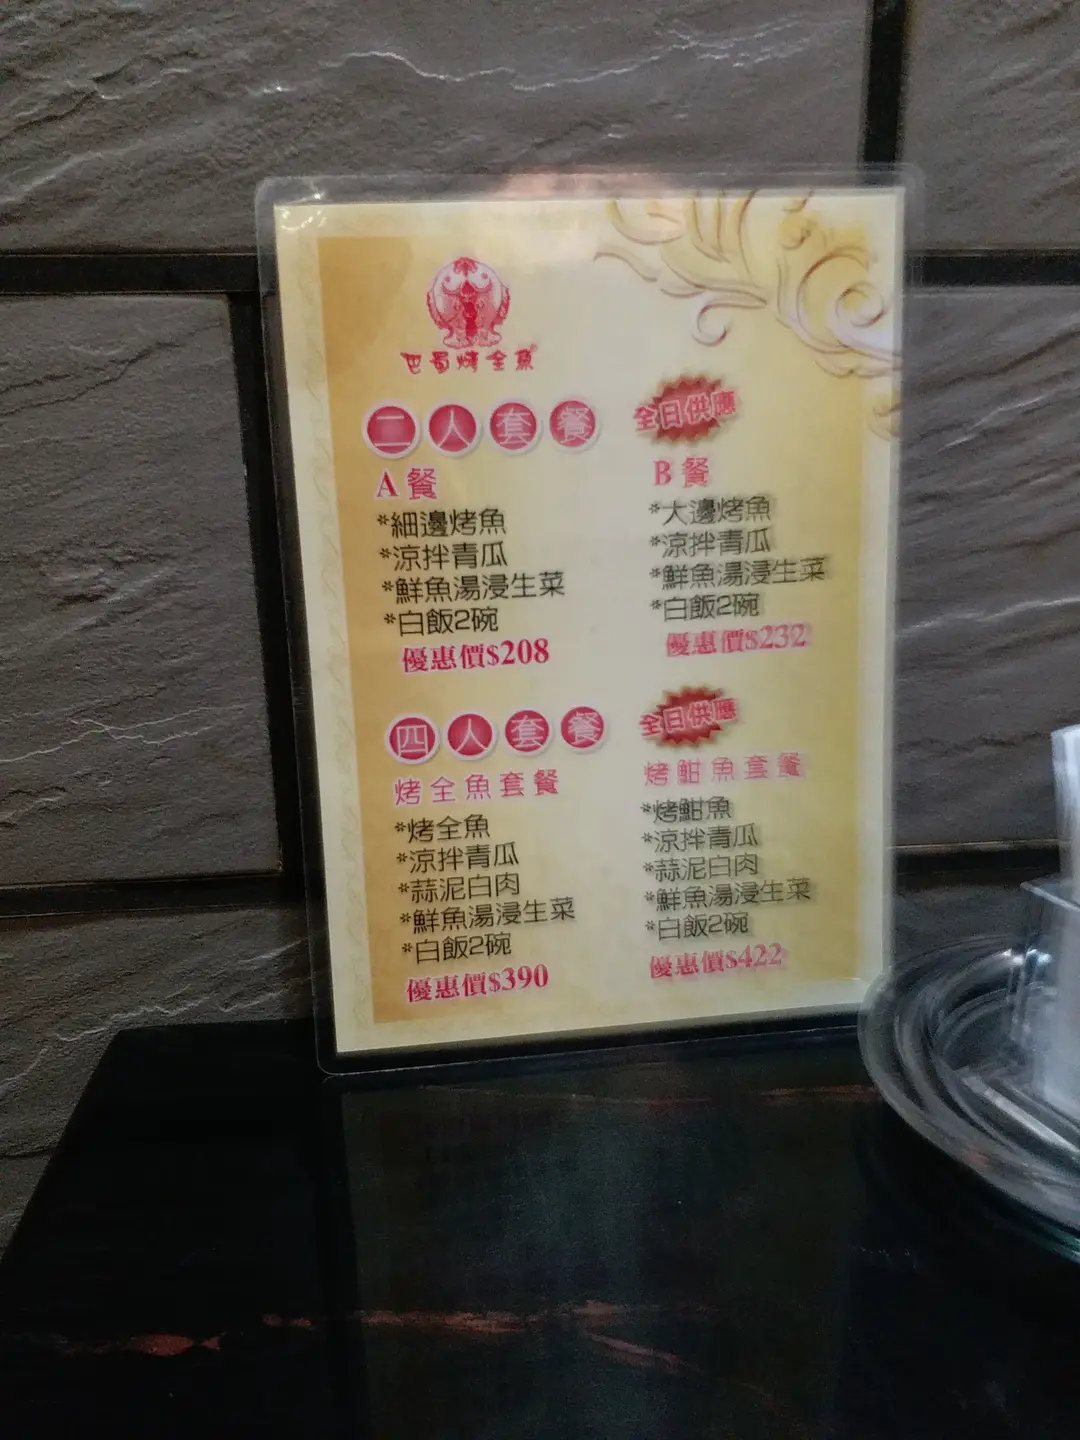 巴蜀烤全魚
二人套餐
全日供應
A餐
*細邊烤魚
*涼拌青瓜
*鮮魚湯浸生菜
*白飯2碗
優惠價$208
B餐
*大邊烤魚
*涼拌青瓜
*鮮魚湯浸生菜
*白飯2碗
優惠價$232
四人套餐
全日供應
烤全魚套餐
*烤全魚
*涼拌青瓜
*蒜泥白肉
*鮮魚湯浸生菜
*白飯2碗
優惠價$390
烤魽魚套餐
*烤魽魚
*涼拌青瓜
*蒜泥白肉
*鮮魚湯浸生菜
*白飯2碗
優惠價$422